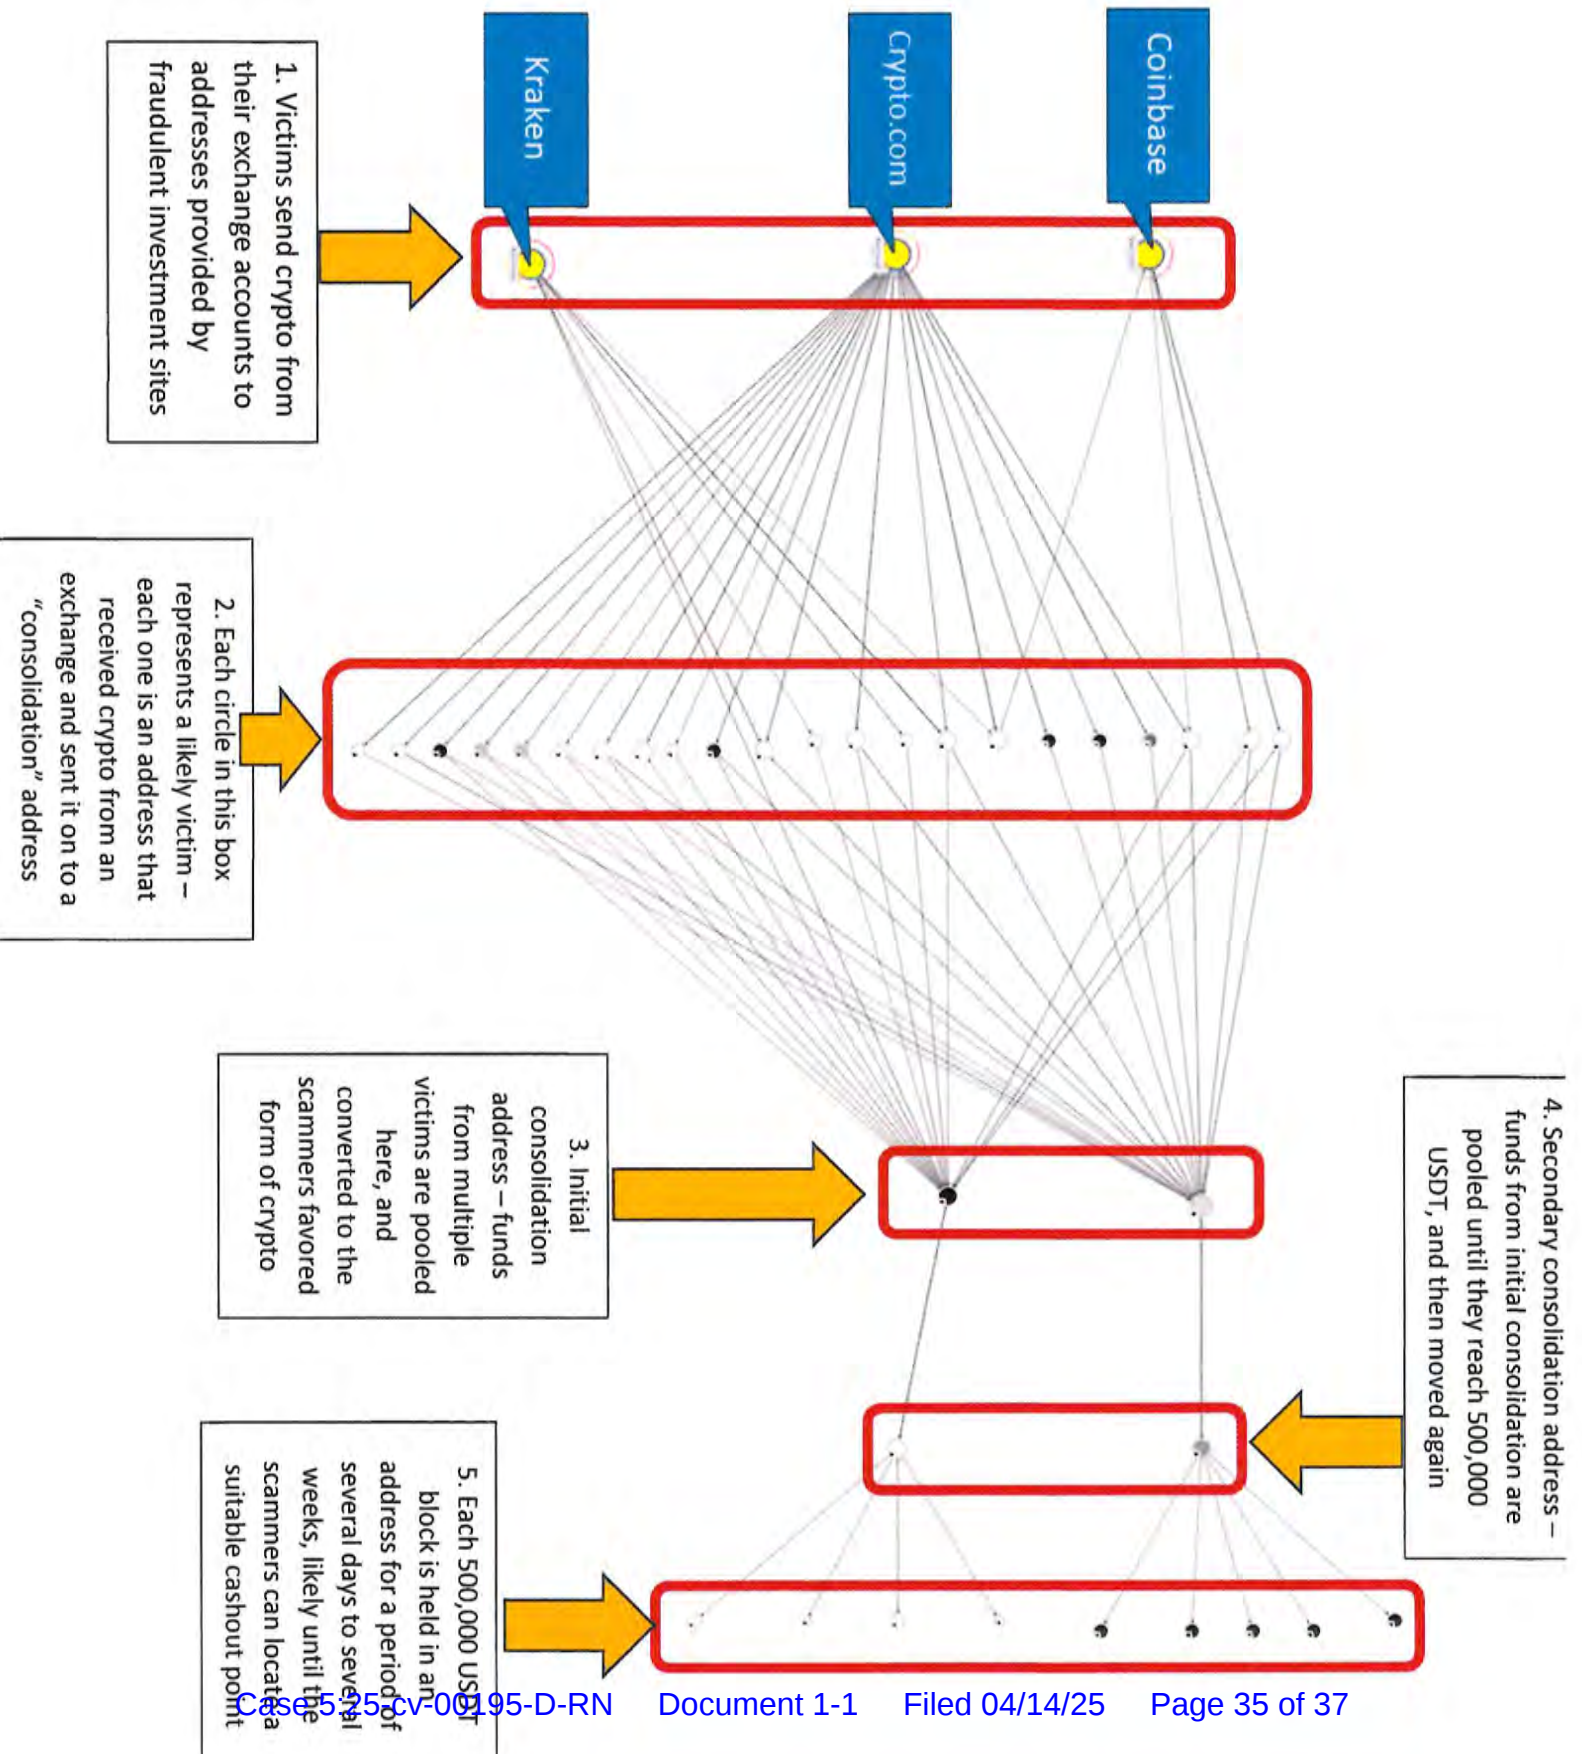 Coinbase
Crypto.com
Kraken
1. Victims send crypto from
their exchange accounts to
addresses provided by
fraudulent investment sites
2. Each circle in this box
represents a likely victim –
each one is an address that
received crypto from an
exchange and sent it on to a
“consolidation” address
3. Initial
consolidation
address – funds
from multiple
victims are pooled
here, and
converted to the
scammers favored
form of crypto
4. Secondary consolidation address –
funds from initial consolidation are
pooled until they reach 500,000
USDT, and then moved again
5. Each 500,000 USDT
block is held in an
address for a period of
several days to several
weeks, likely until the
scammers can locate a
suitable cashout point
Case 5:25-cv-00195-D-RN Document 1-1 Filed 04/14/25 Page 35 of 37